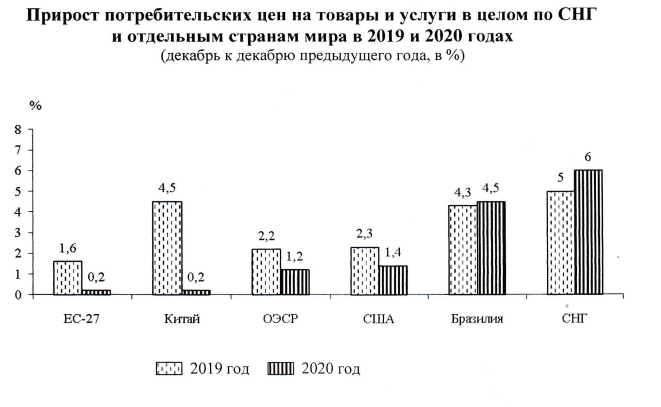 Прирост потребительских цен на товары и услуги в целом по СНГ
и отдельным странам мира в 2019 и 2020 годах
(декабрь к декабрю предыдущего года, в %)
%
8
7
6
5
4
3
2
1
0
1,6
0,2
4,5
0,2
2,2
1,2
2,3
1,4
4,3
4,5
5
6
ЕС-27
Китай
ОЭСР
США
Бразилия
СНГ
2019 год
2020 год